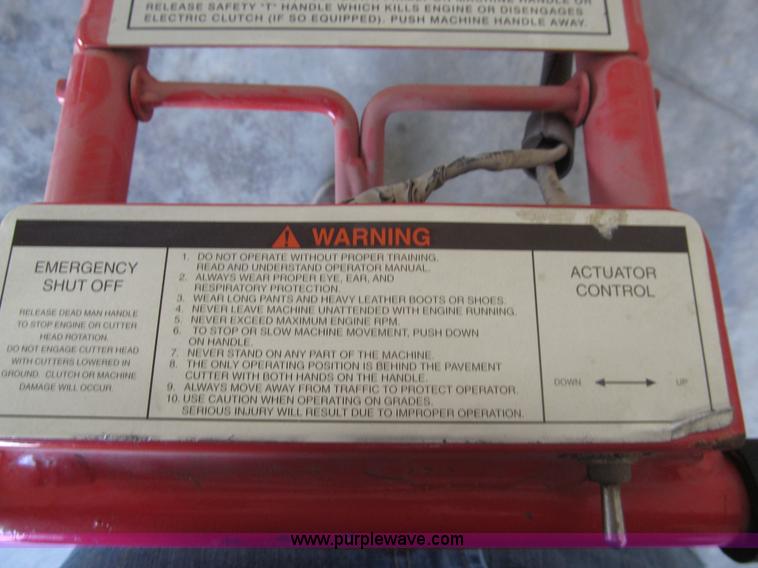 RELEASE SAFETY "T" HANDLE WHICH KILLS ENGINE OR DISENGAGES
ELECTRIC CLUTCH (IF SO EQUIPPED). PUSH MACHINE HANDLE AWAY.
WARNING
EMERGENCY
SHUT OFF
RELEASE DEAD MAN HANDLE
TO STOP ENGINE OR CUTTER
HEAD ROTATION.
DO NOT ENGAGE CUTTER HEAD
WITH CUTTERS LOWERED IN
GROUND. CLUTCH OR MACHINE
DAMAGE WILL OCCUR.
1. DO NOT OPERATE WITHOUT PROPER TRAINING.
READ AND UNDERSTAND OPERATOR MANUAL.
2. ALWAYS WEAR PROPER EYE, EAR, AND
RESPIRATORY PROTECTION.
3. WEAR LONG PANTS AND HEAVY LEATHER BOOTS OR SHOES.
4. NEVER LEAVE MACHINE UNATTENDED WITH ENGINE RUNNING.
5. NEVER EXCEED MAXIMUM ENGINE RPM.
6. TO STOP OR SLOW MACHINE MOVEMENT, PUSH DOWN
ON HANDLE.
7. NEVER STAND ON ANY PART OF THE MACHINE.
8. THE ONLY OPERATING POSITION IS BEHIND THE PAVEMENT
CUTTER WITH BOTH HANDS ON THE HANDLE.
9. ALWAYS MOVE AWAY FROM TRAFFIC TO PROTECT OPERATOR.
10. USE CAUTION WHEN OPERATING ON GRADES.
SERIOUS INJURY WILL RESULT DUE TO IMPROPER OPERATION.
ACTUATOR
CONTROL
DOWN UP
www.purplewave.com